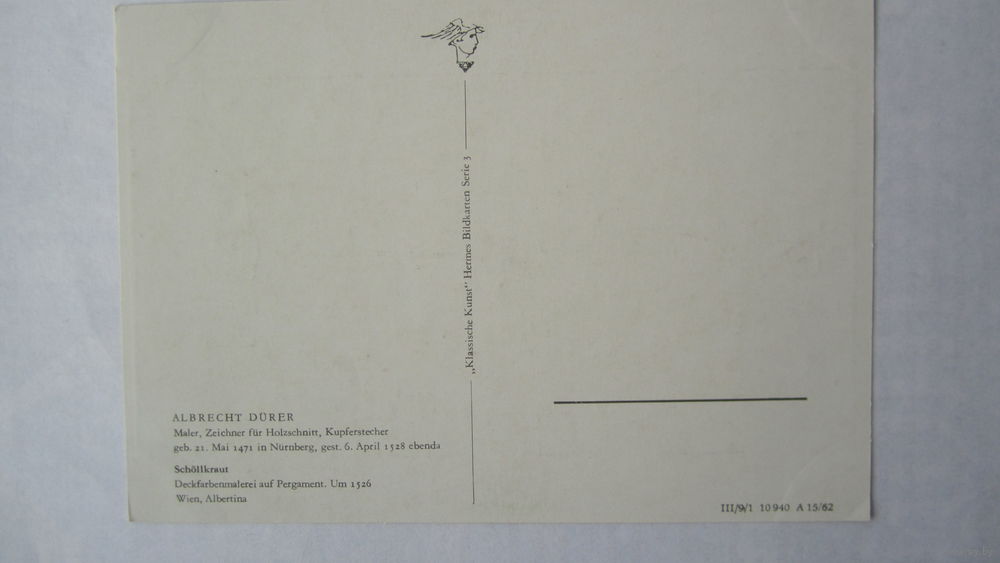 „Klassische Kunst“ Hermes Bildkarten Serie 3
ALBRECHT DÜRER
Maler, Zeichner für Holzschnitt, Kupferstecher
geb. 21. Mai 1471 in Nürnberg, gest. 6. April 1528 ebenda
Schöllkraut
Deckfarbenmalerei auf Pergament. Um 1526
Wien, Albertina
III/9/1 10 940 A 15/62